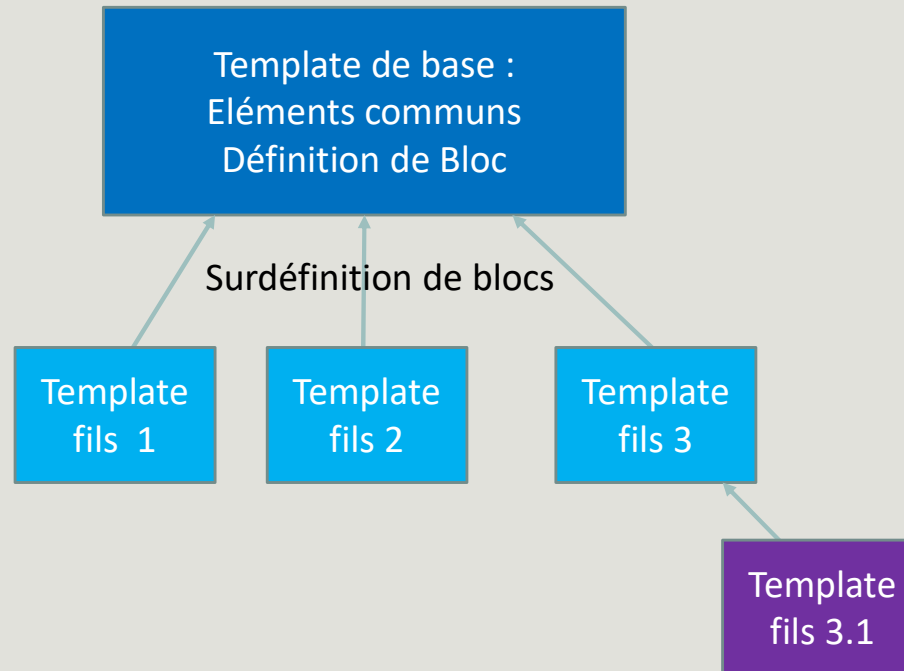 Template de base :
Eléments communs
Définition de Bloc
Surdéfinition de blocs
Template
fils 1
Template
fils 2
Template
fils 3
Template
fils 3.1